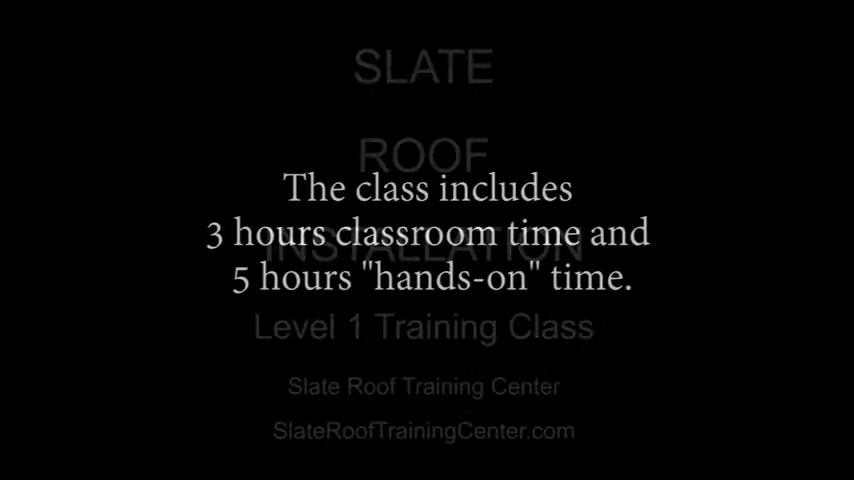 SLATE
ROOF
The class includes
3 hours classroom time and
INSTALLATION
5 hours "hands-on" time.
Level 1 Training Class
Slate Roof Training Center
SlateRoofTrainingCenter.com